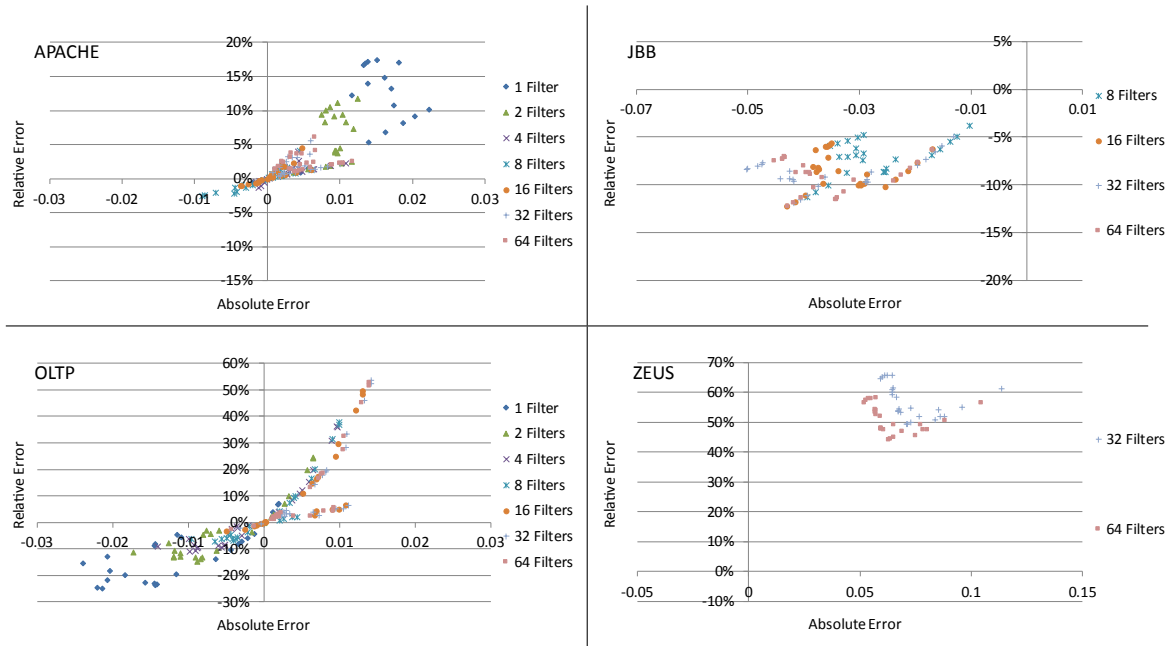 APACHE
20%
15%
10%
5%
0%
-5%
-10%
-15%
-0.03 -0.02 -0.01 0 0.01 0.02 0.03
Relative Error
Absolute Error
1 Filter
2 Filters
4 Filters
8 Filters
16 Filters
32 Filters
64 Filters
JBB
5%
0%
-5%
-10%
-15%
-20%
-0.07 -0.05 -0.03 -0.01 0.01
Relative Error
Absolute Error
8 Filters
16 Filters
32 Filters
64 Filters
OLTP
60%
50%
40%
30%
20%
10%
0%
-10%
-20%
-30%
-0.03 -0.02 -0.01 0 0.01 0.02 0.03
Relative Error
Absolute Error
1 Filter
2 Filters
4 Filters
8 Filters
16 Filters
32 Filters
64 Filters
ZEUS
70%
60%
50%
40%
30%
20%
10%
0%
-10%
-0.05 0 0.05 0.1 0.15
Relative Error
Absolute Error
32 Filters
64 Filters